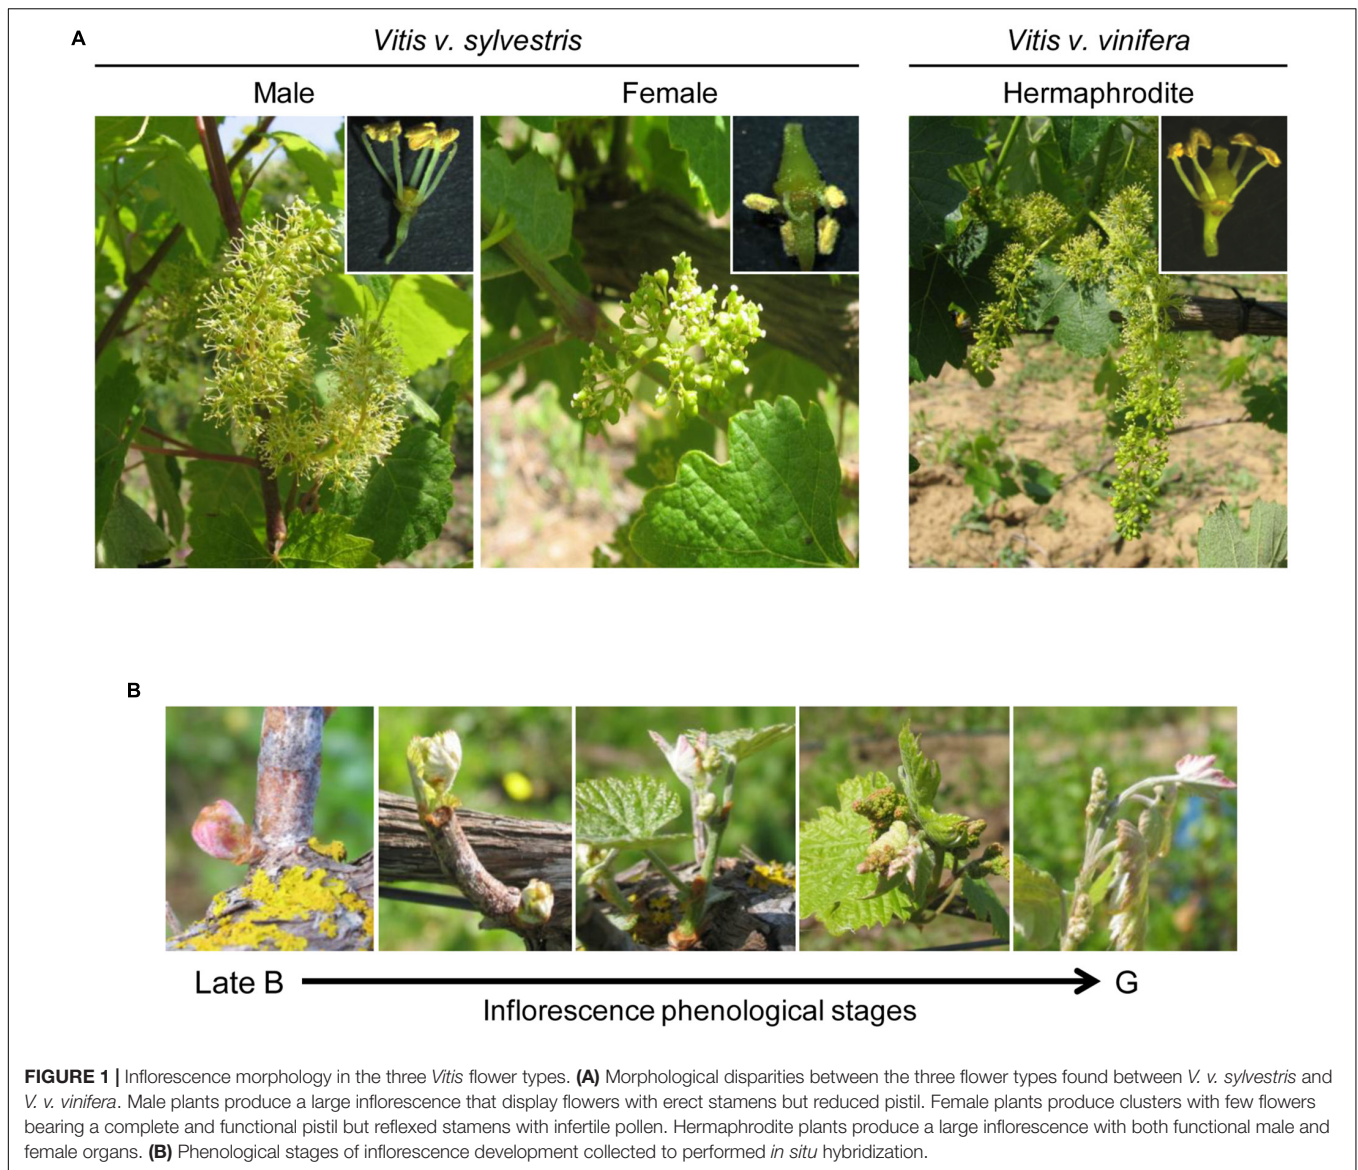 A
Vitis v. sylvestris
Vitis v. vinifera
Male
Female
Hermaphrodite
B
Late B
G
Inflorescence phenological stages
FIGURE 1 | Inflorescence morphology in the three Vitis flower types. (A) Morphological disparities between the three flower types found between V. v. sylvestris and
V. v. vinifera. Male plants produce a large inflorescence that display flowers with erect stamens but reduced pistil. Female plants produce clusters with few flowers
bearing a complete and functional pistil but reflexed stamens with infertile pollen. Hermaphrodite plants produce a large inflorescence with both functional male and
female organs. (B) Phenological stages of inflorescence development collected to performed in situ hybridization.